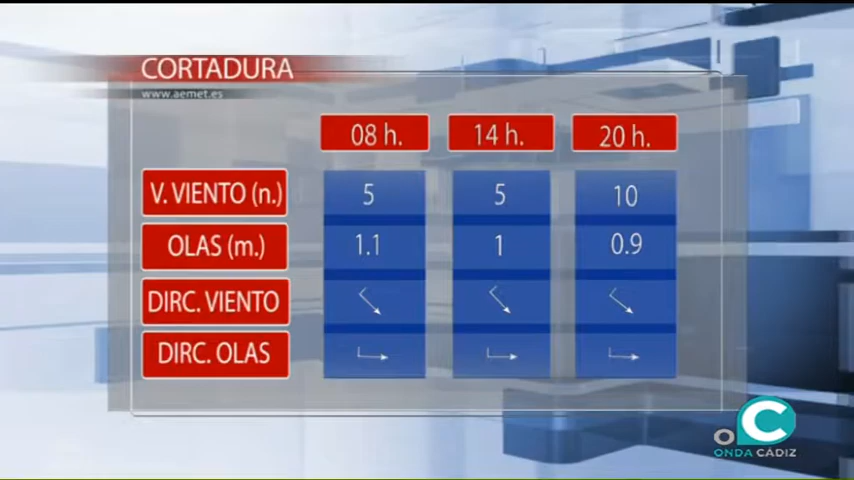 CORTADURA
www.aemet.es
08 h. 14 h. 20 h.
V. VIENTO (n.) 5 5 10
OLAS (m.) 1.1 1 0.9
DIRC. VIENTO
DIRC. OLAS
OC
ONDA CÁDIZ